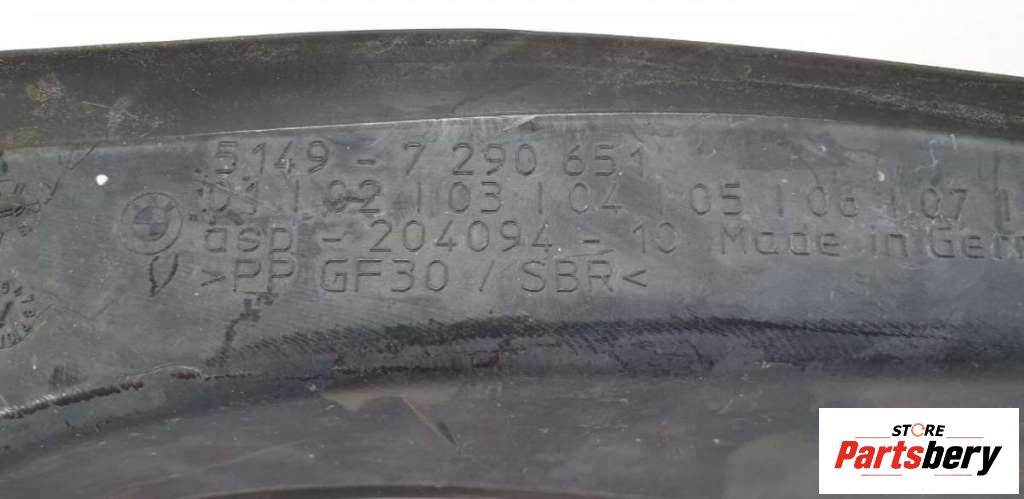 5149 - 7 290 651
01 | 02 | 03 | 04 | 05 | 06 | 07 |
asp - 204094 - 10 Made in Germ
>PP GF30 / SBR<
STORE
Partsbery